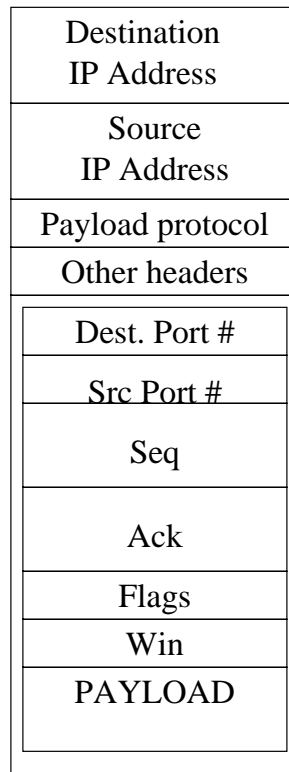 Destination
IP Address
Source
IP Address
Payload protocol
Other headers
Dest. Port #
Src Port #
Seq
Ack
Flags
Win
PAYLOAD